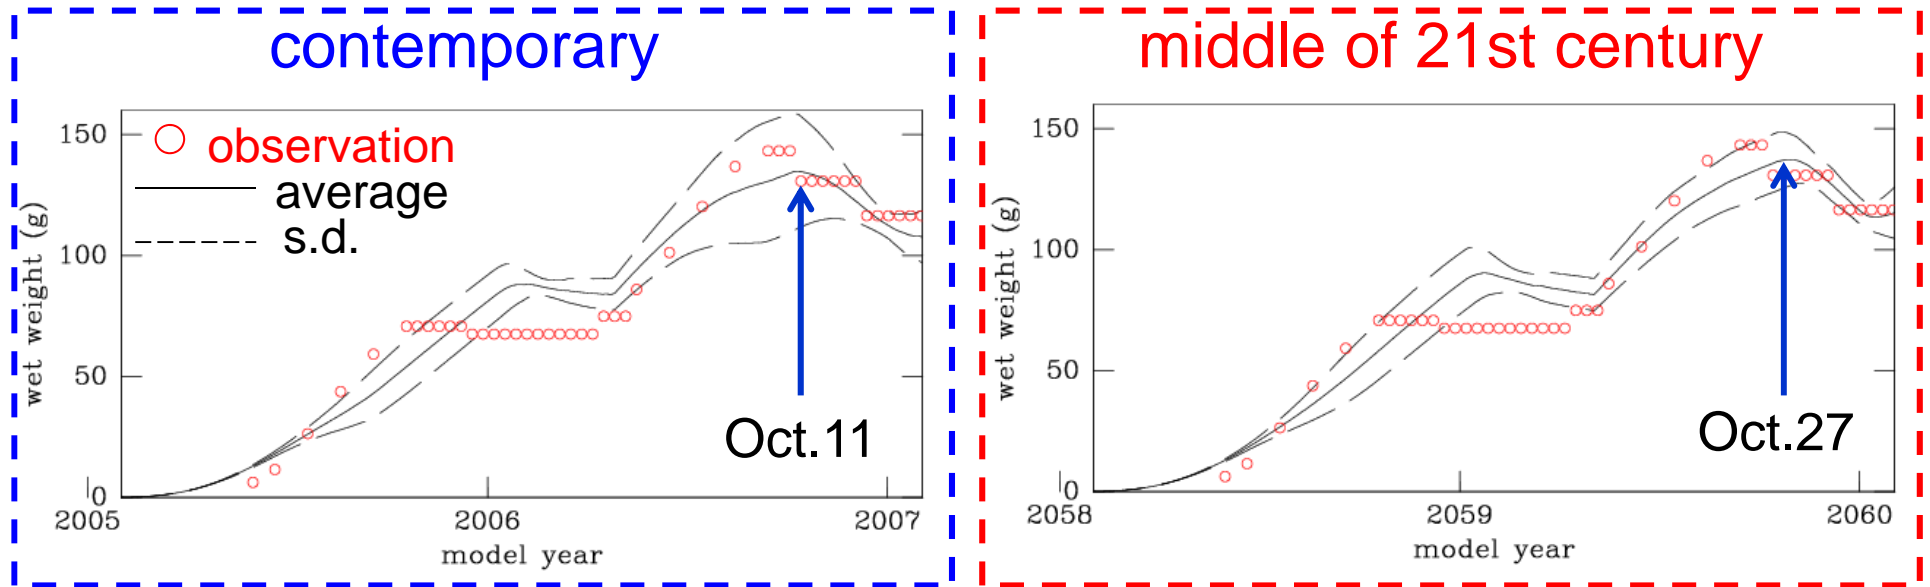 contemporary
150
100
50
0
wet weight (g)
observation
average
s.d.
Oct.11
2005
2006
2007
model year
middle of 21st century
150
100
50
0
wet weight (g)
Oct.27
2058
2059
2060
model year